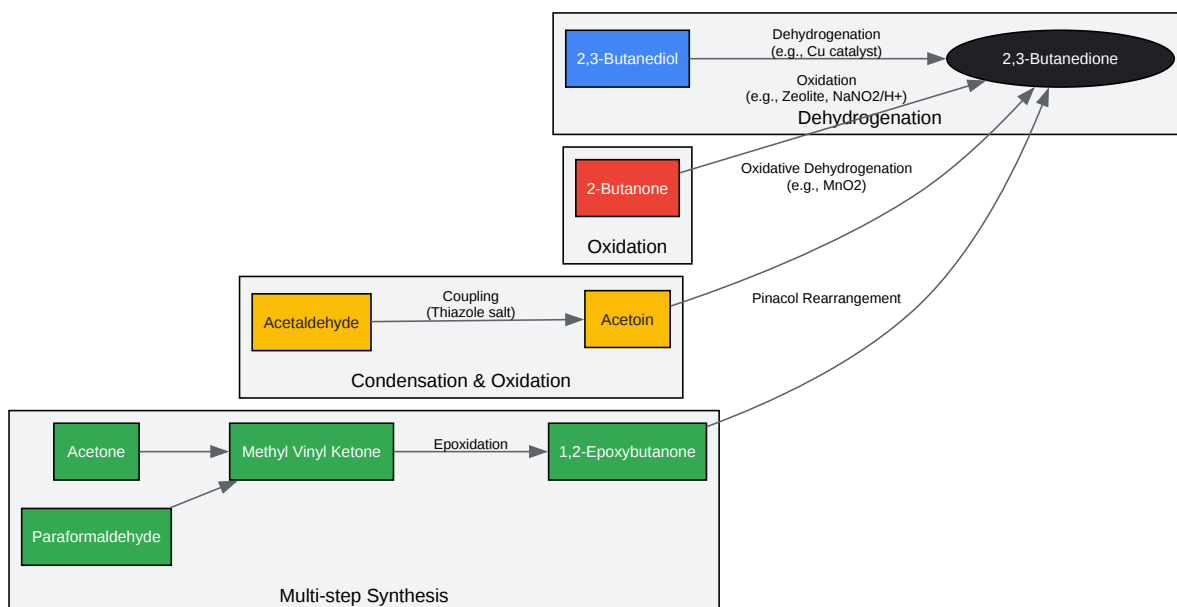 2,3-Butanediol
Dehydrogenation
(e.g., Cu catalyst)
2,3-Butanedione
Oxidation
(e.g., Zeolite, NaNO2/H+)
Dehydrogenation
2-Butanone
Oxidation
Oxidative Dehydrogenation
(e.g., MnO2)
Acetaldehyde
Coupling
(Thiazole salt)
Acetoin
Condensation & Oxidation
Pinacol Rearrangement
Acetone
Methyl Vinyl Ketone
Epoxidation
1,2-Epoxybutanone
Paraformaldehyde
Multi-step Synthesis